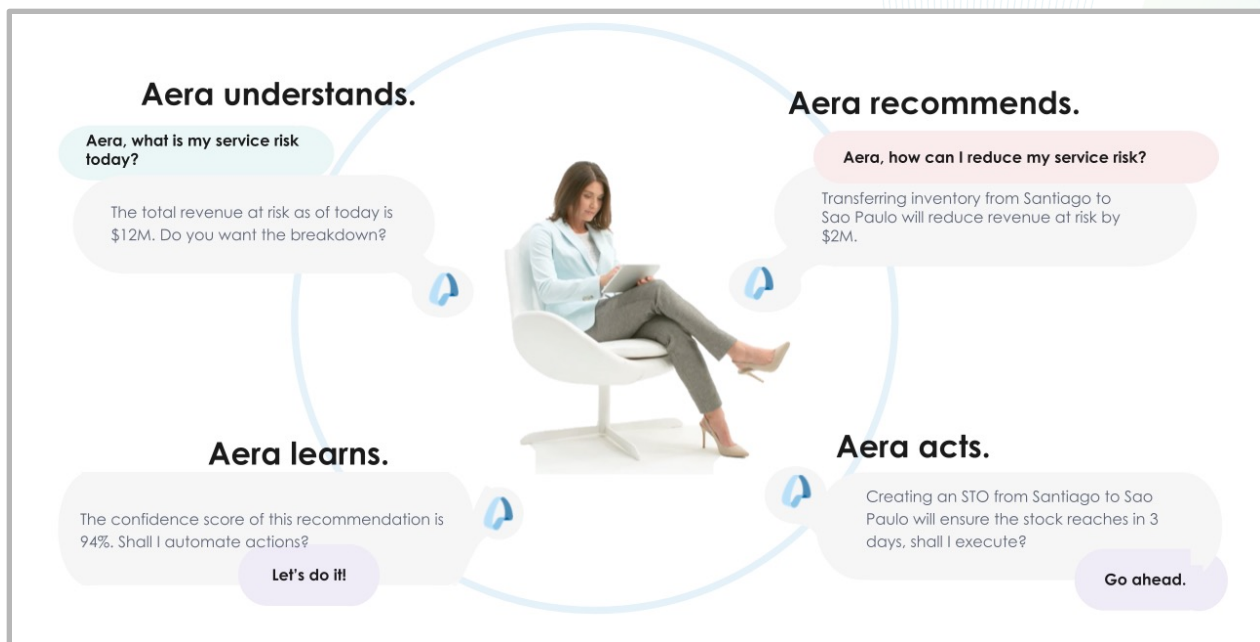 Aera understands.
Aera, what is my service risk
today?
The total revenue at risk as of today is
$12M. Do you want the breakdown?
Aera recommends.
Aera, how can I reduce my service risk?
Transferring inventory from Santiago to
Sao Paulo will reduce revenue at risk by
$2M.
Aera learns.
The confidence score of this recommendation is
94%. Shall I automate actions?
Let's do it!
Aera acts.
Creating an STO from Santiago to Sao
Paulo will ensure the stock reaches in 3
days, shall I execute?
Go ahead.